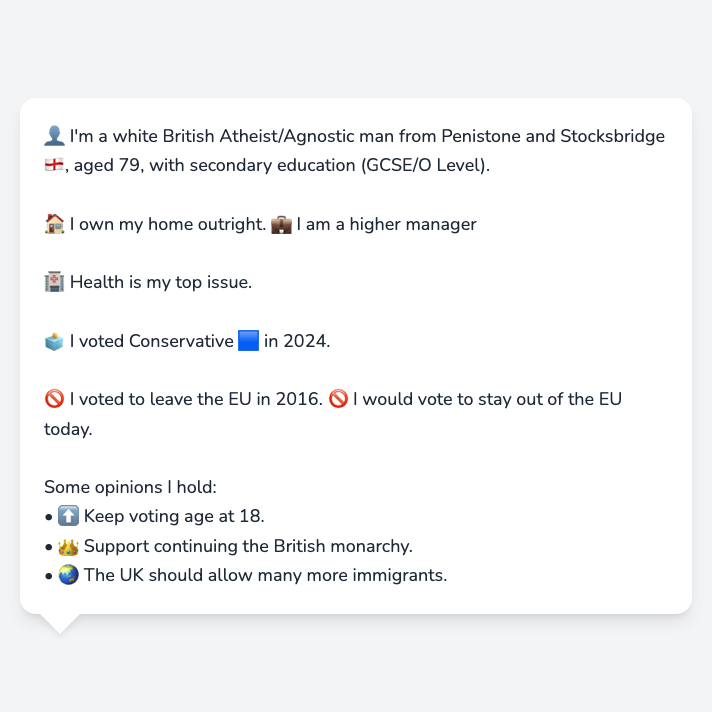 👤 I'm a white British Atheist/Agnostic man from Penistone and Stocksbridge
🏴󠁧󠁢󠁥󠁮󠁧󠁿, aged 79, with secondary education (GCSE/O Level).
🏠 I own my home outright. 💼 I am a higher manager
🏥 Health is my top issue.
🗳️ I voted Conservative 🟦 in 2024.
🚫 I voted to leave the EU in 2016. 🚫 I would vote to stay out of the EU
today.
Some opinions I hold:
• ⬆️ Keep voting age at 18.
• 👑 Support continuing the British monarchy.
• 🌏 The UK should allow many more immigrants.